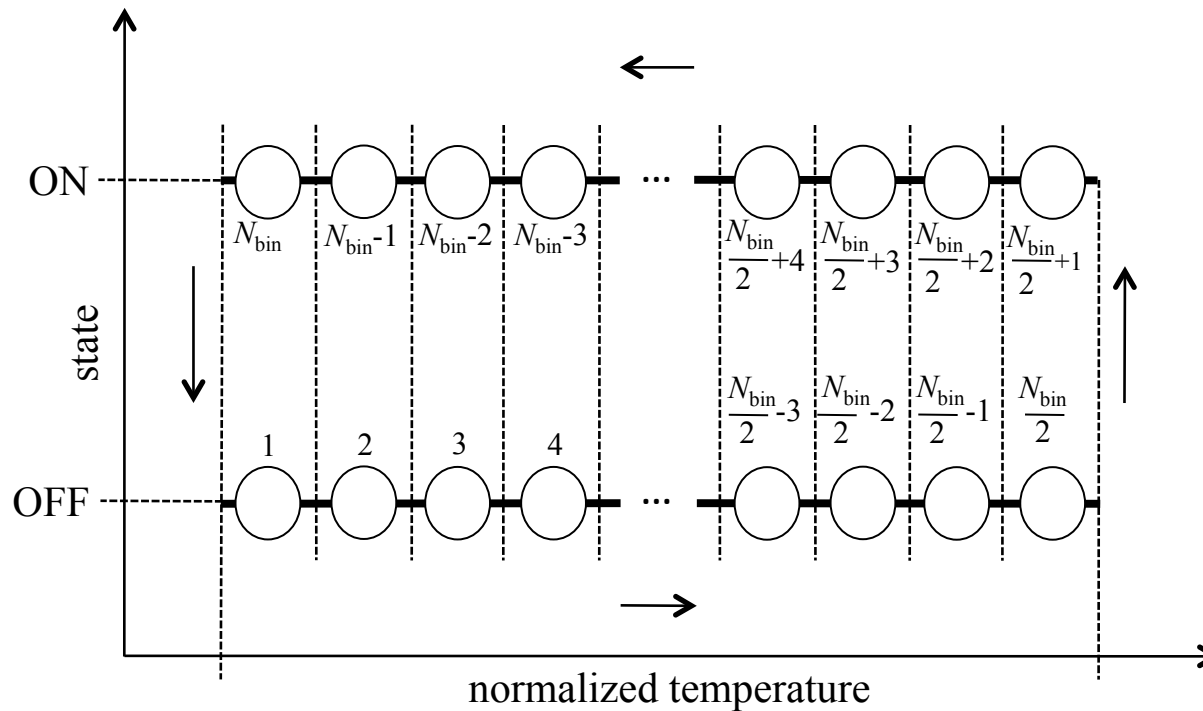 ON
...
N_bin
N_bin-1
N_bin-2
N_bin-3
N_bin/2+4
N_bin/2+3
N_bin/2+2
N_bin/2+1
state
N_bin/2-3
N_bin/2-2
N_bin/2-1
N_bin/2
1
2
3
4
OFF
...
normalized temperature